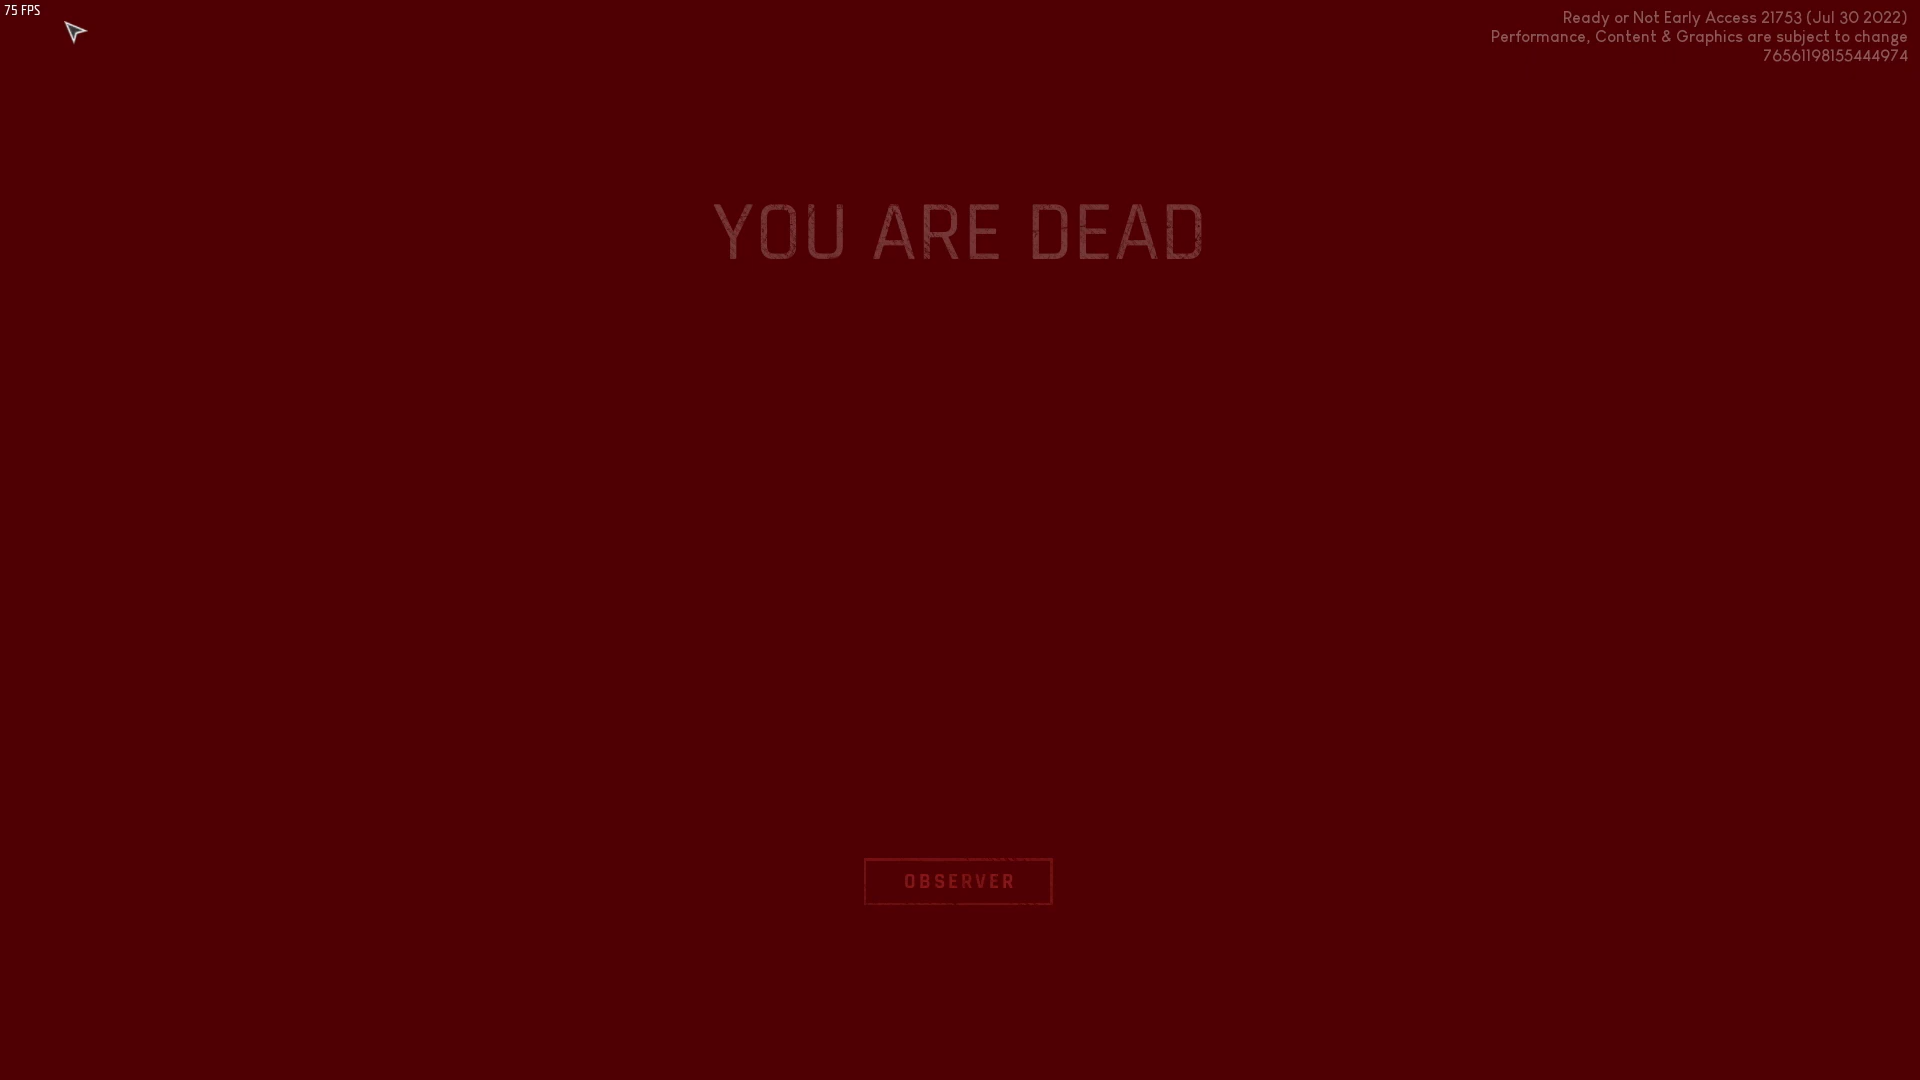 75 FPS
Ready or Not Early Access 21753 (Jul 30 2022)
Performance, Content & Graphics are subject to change
76561198155444974
YOU ARE DEAD
OBSERVER